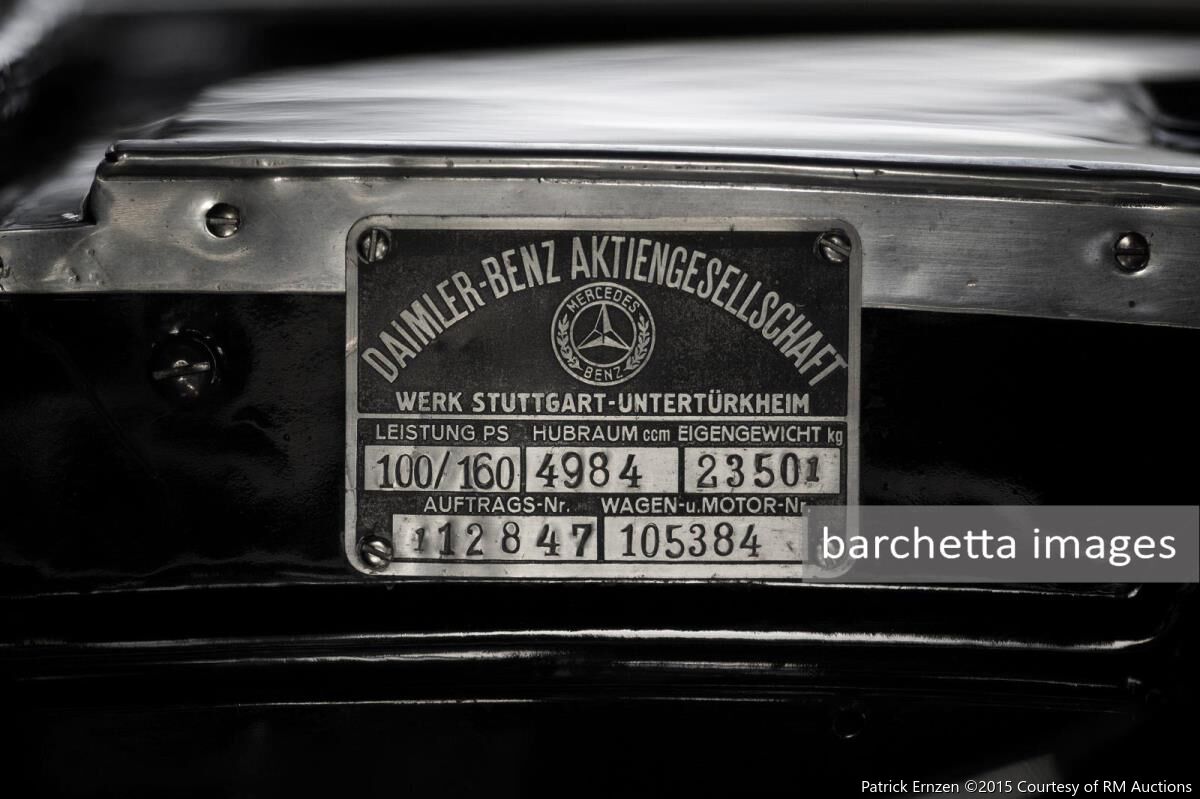 DAIMLER-BENZ AKTIENGESELLSCHAFT
MERCEDES
BENZ
WERK STUTTGART-UNTERTÜRKHEIM
LEISTUNG PS HUBRAUM ccm EIGENGEWICHT kg
100/160 4984 23501
AUFTRAGS-Nr. WAGEN-u.MOTOR-Nr.
112847 105384
barchetta images
Patrick Ernzen ©2015 Courtesy of RM Auctions